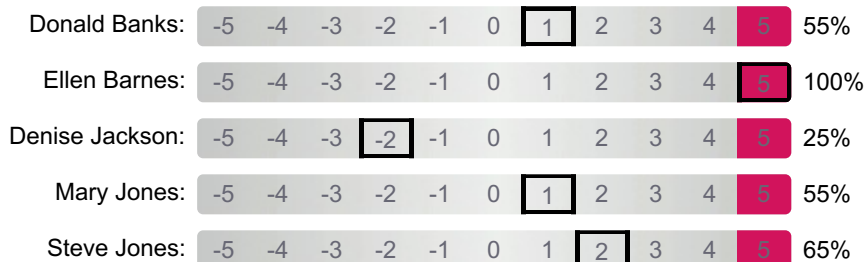 Donald Banks: -5 -4 -3 -2 -1 0 1 2 3 4 5 55%
Ellen Barnes: -5 -4 -3 -2 -1 0 1 2 3 4 5 100%
Denise Jackson: -5 -4 -3 -2 -1 0 1 2 3 4 5 25%
Mary Jones: -5 -4 -3 -2 -1 0 1 2 3 4 5 55%
Steve Jones: -5 -4 -3 -2 -1 0 1 2 3 4 5 65%